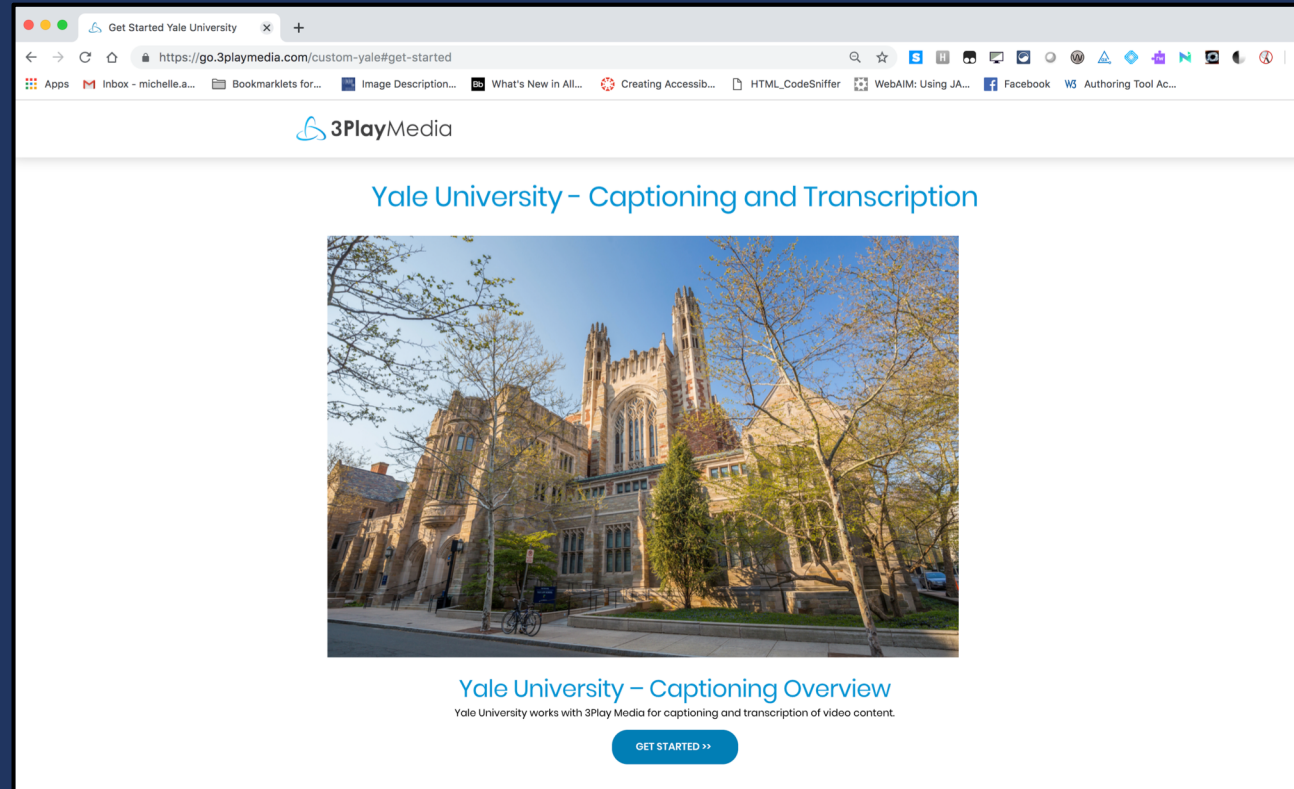 Get Started Yale University
https://go.3playmedia.com/custom-yale#get-started
Apps
Inbox - michelle.a...
Bookmarklets for...
Image Description...
Bb What's New in All...
Creating Accessib...
HTML_CodeSniffer
WebAIM: Using JA...
Facebook
W3 Authoring Tool Ac...
3PlayMedia
Yale University - Captioning and Transcription
Yale University – Captioning Overview
Yale University works with 3Play Media for captioning and transcription of video content.
GET STARTED >>